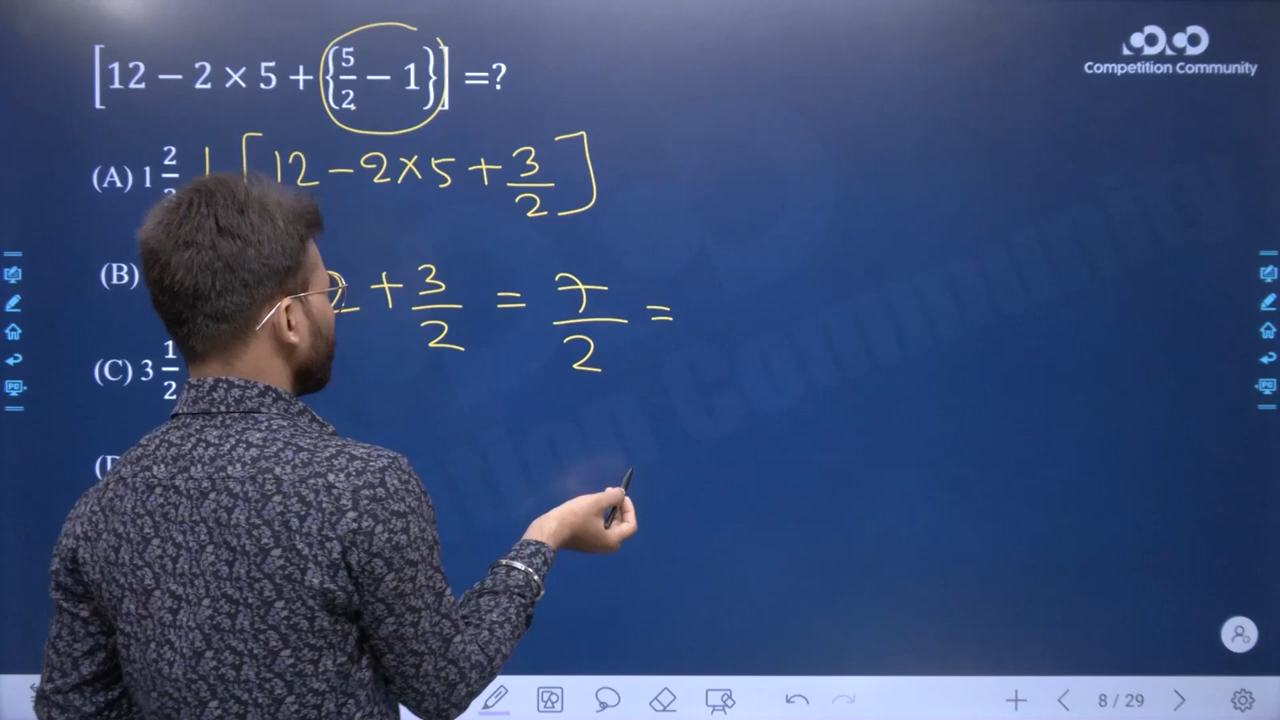 [12 − 2 × 5 + {5/2 − 1}] =?
Competition Community
(A) 1 2/
[12 − 2 × 5 + 3/2]
(B)
2 + 3/2 = 7/2 =
(C) 3 1/2
8 / 29